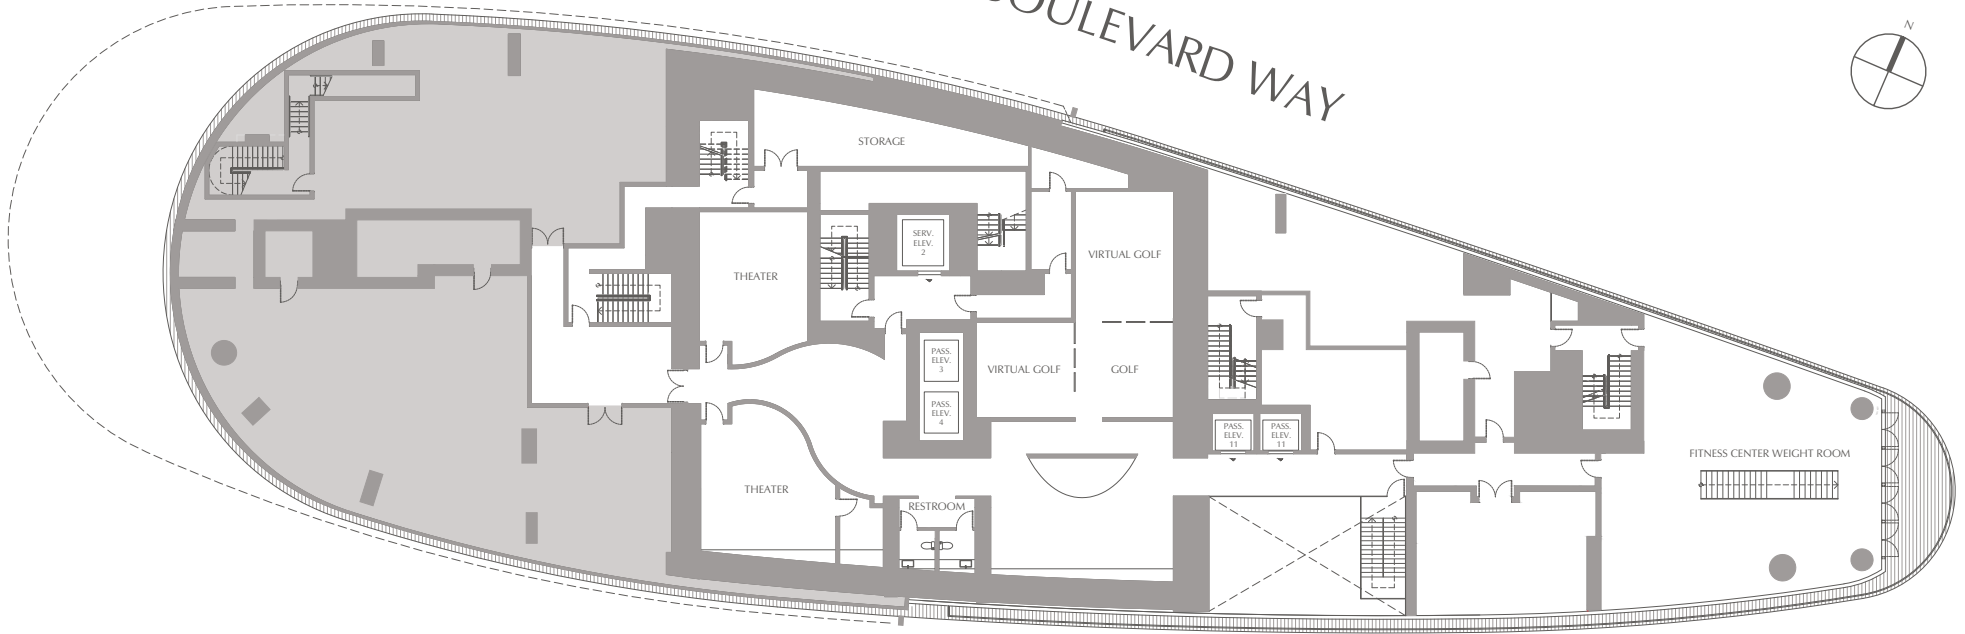 BOULEVARD WAY
N
STORAGE
SERV.
ELEV.
2
VIRTUAL GOLF
THEATER
PASS.
ELEV.
3
VIRTUAL GOLF
GOLF
PASS.
ELEV.
4
PASS.
ELEV.
11
PASS.
ELEV.
11
FITNESS CENTER WEIGHT ROOM
THEATER
RESTROOM